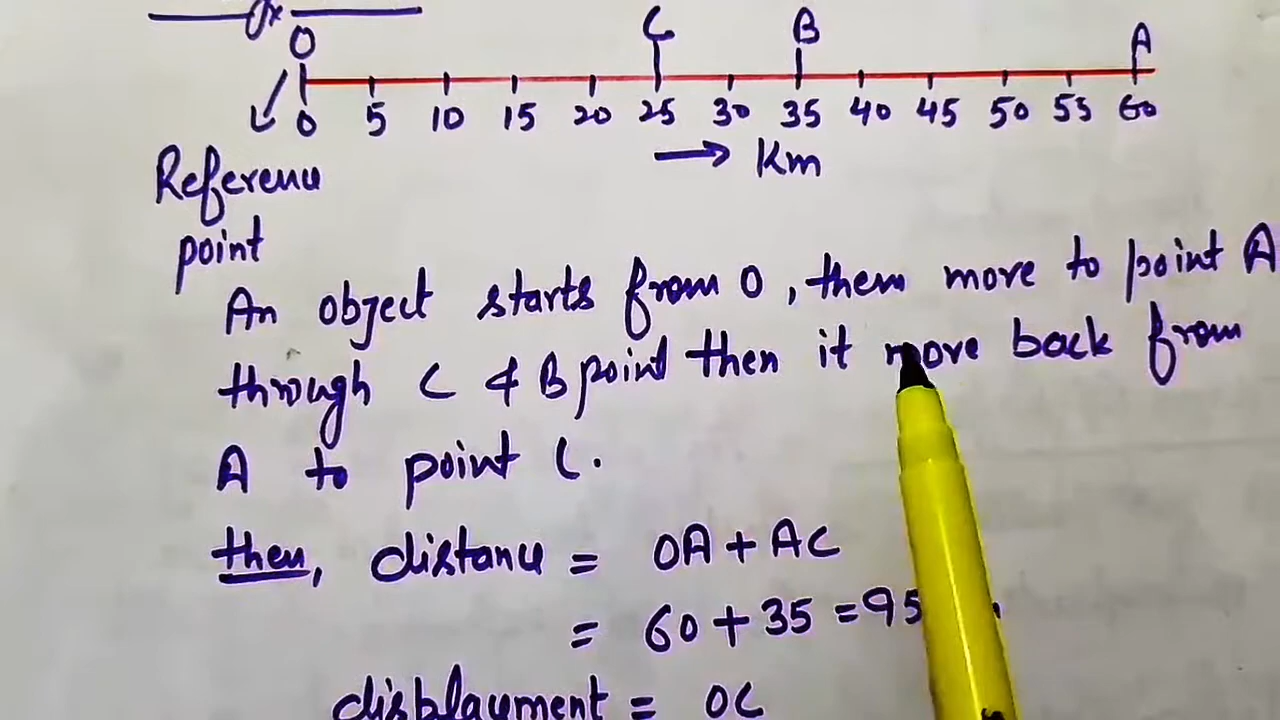 O C B A
0 5 10 15 20 25 30 35 40 45 50 55 60
→ Km
Reference
point
An object starts from O, them move to point A
through C & B point then it move back from
A to point C.
then, distance = OA + AC
= 60 + 35 = 95
displacement = OC